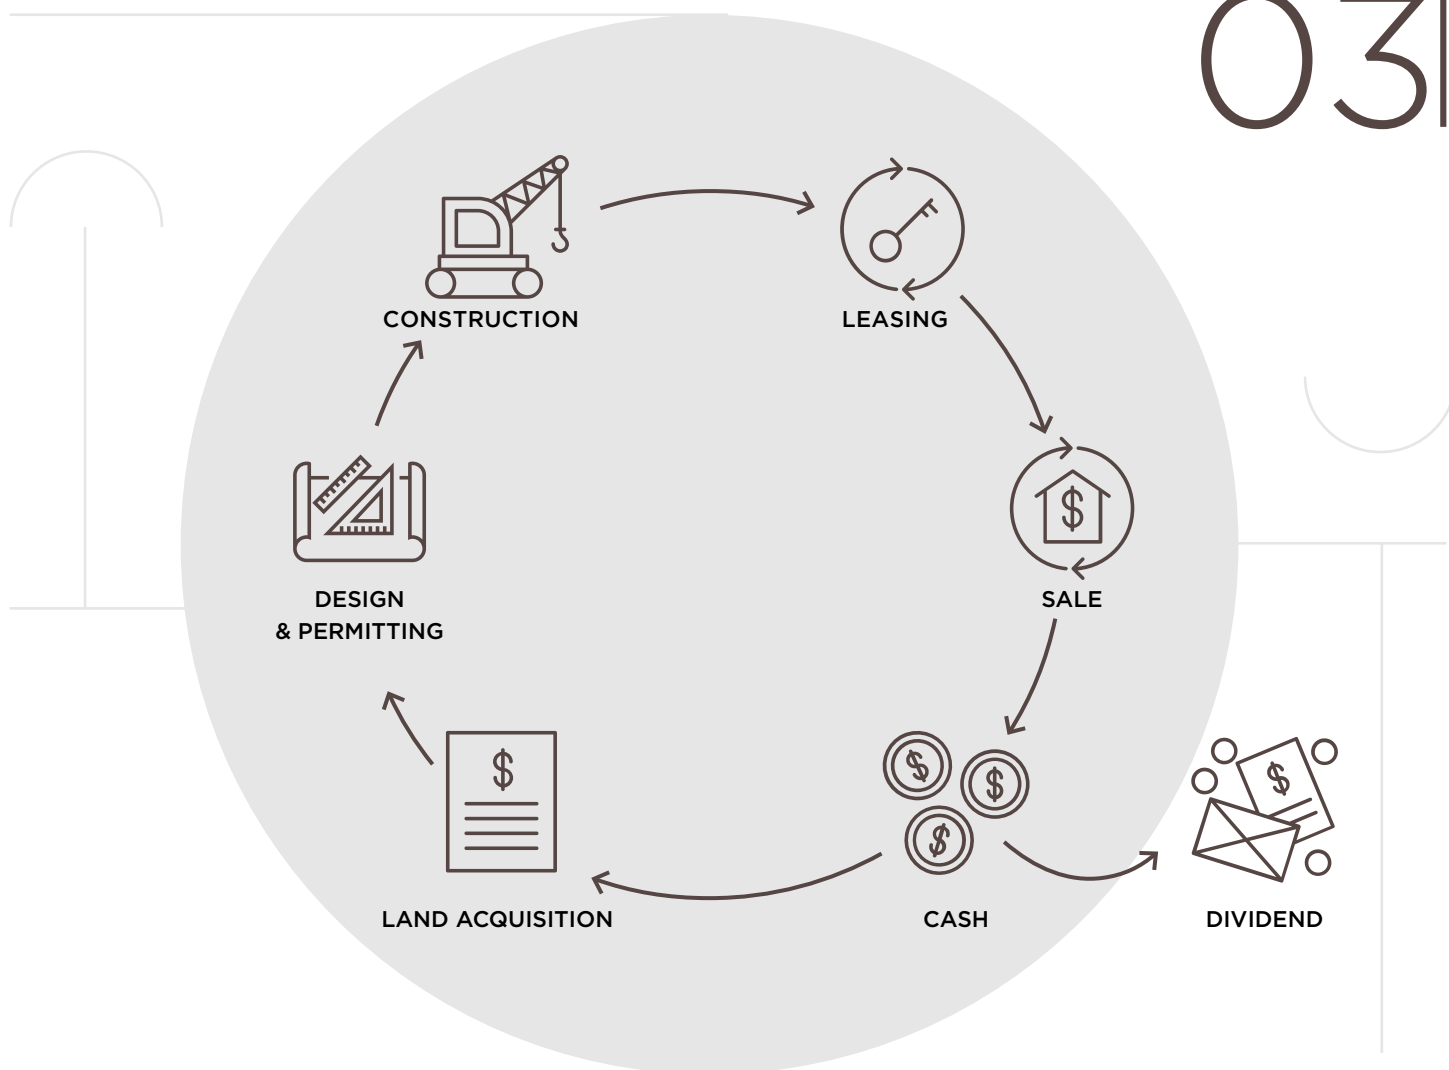 03
CONSTRUCTION
LEASING
DESIGN
& PERMITTING
SALE
LAND ACQUISITION
CASH
DIVIDEND